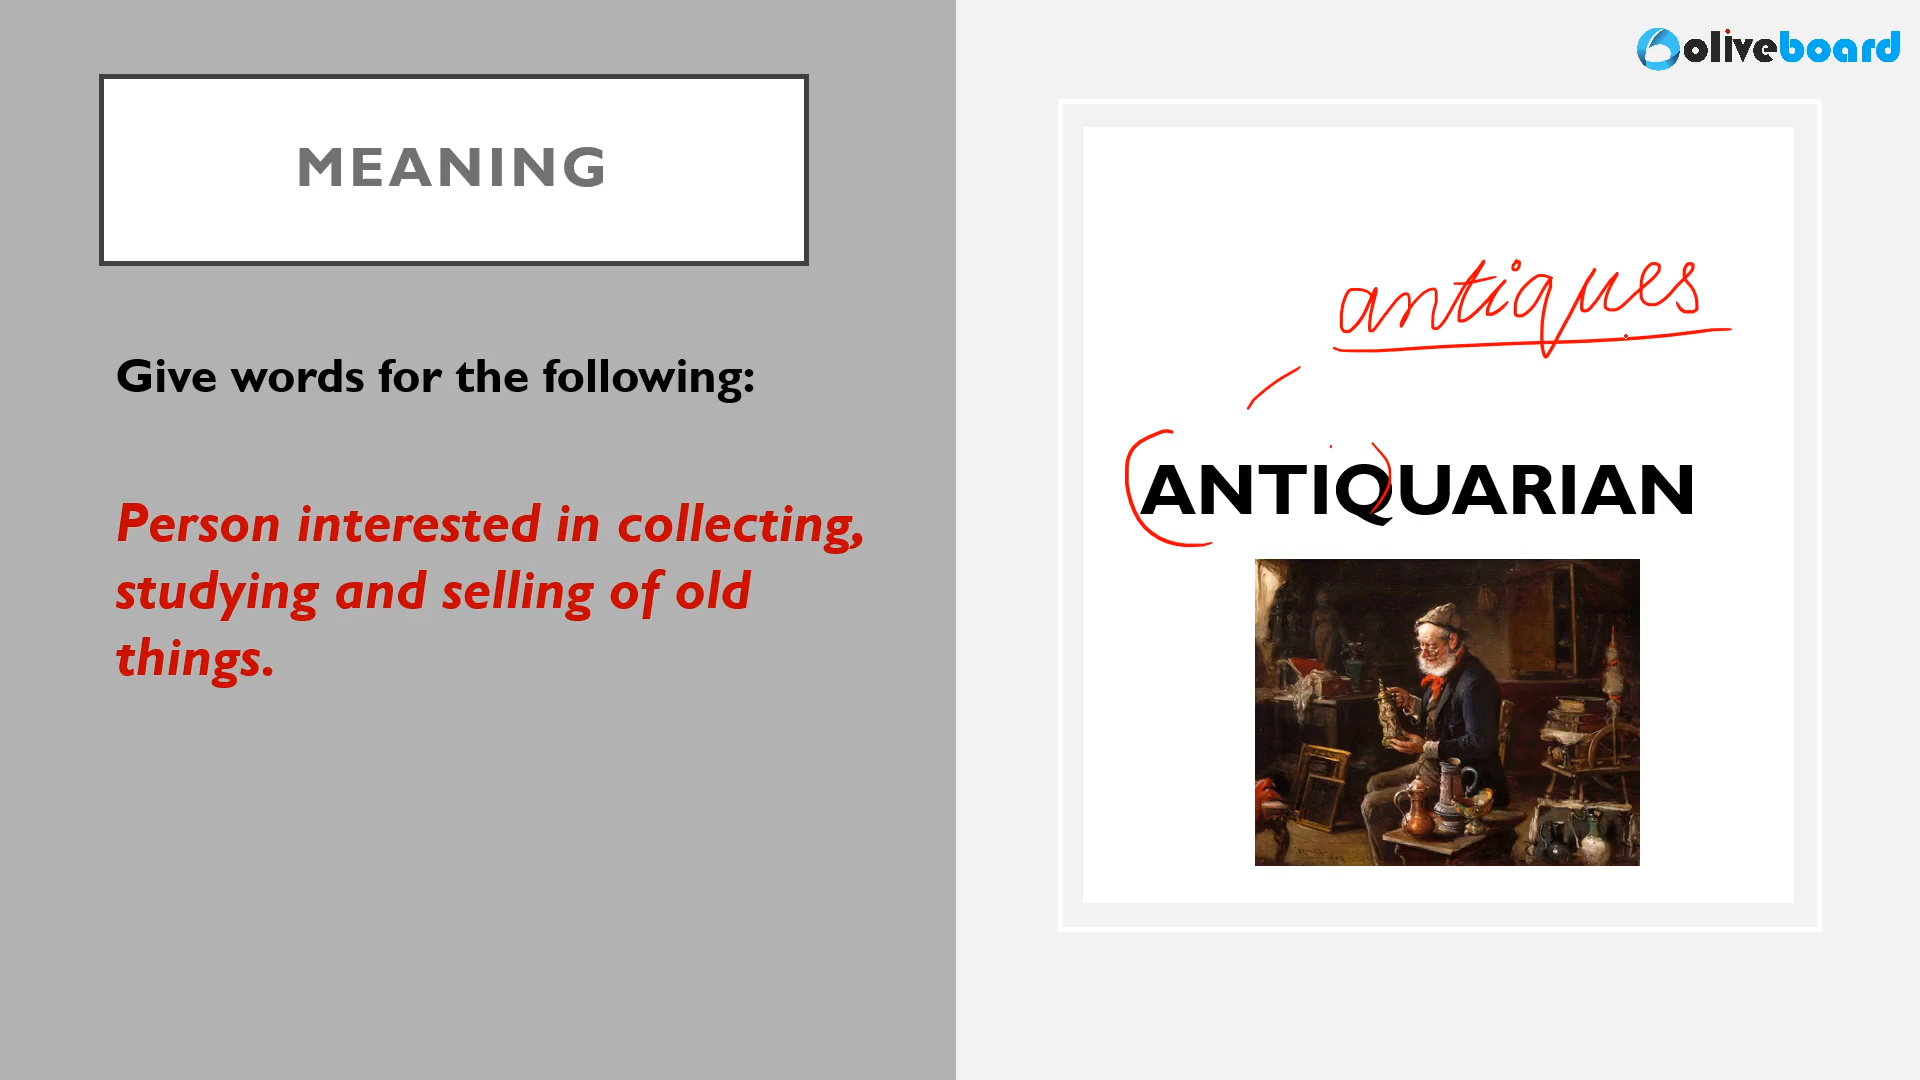 oliveboard
MEANING
Give words for the following:
Person interested in collecting,
studying and selling of old
things.
antiques
ANTIQUARIAN